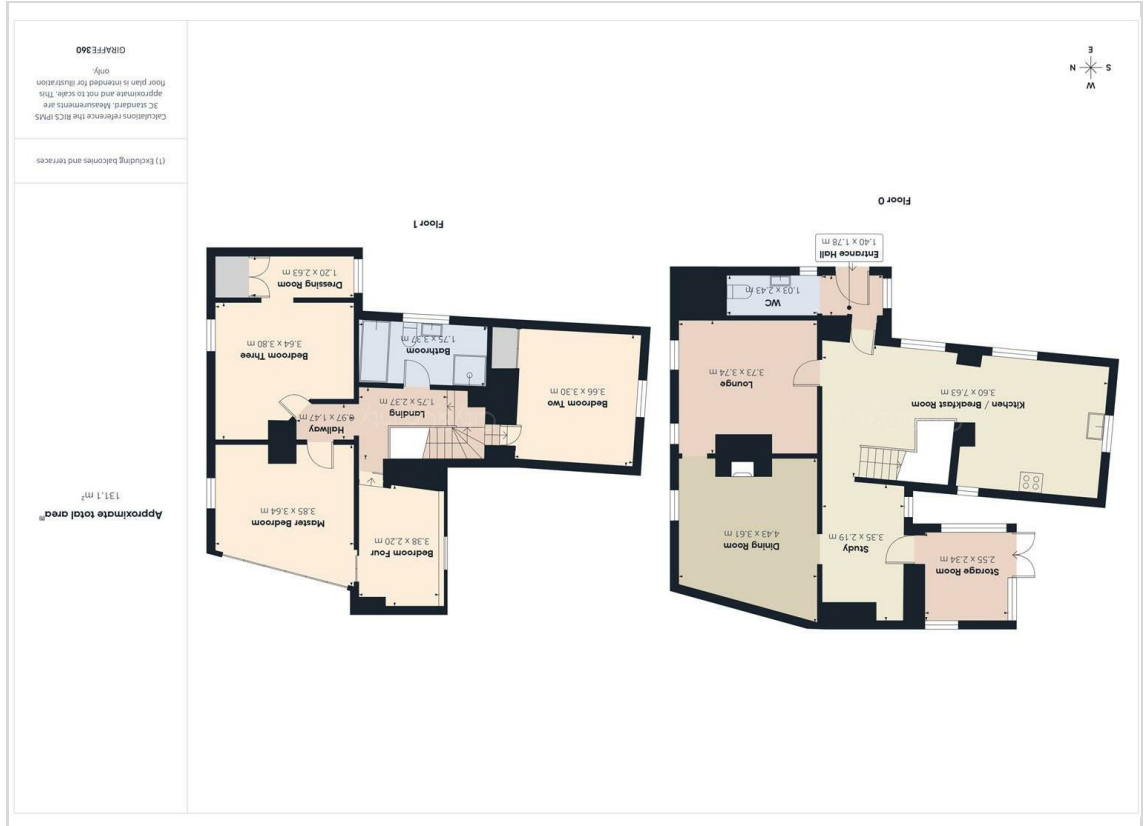 Storage Room
2.55 x 2.34 m
Study
3.35 x 2.19 m
Dining Room
4.43 x 3.61 m
Kitchen / Breakfast Room
3.60 x 7.63 m
Lounge
3.73 x 3.74 m
WC
1.03 x 2.43 m
Entrance Hall
1.40 x 1.78 m
Floor 0
Bedroom Four
3.38 x 2.20 m
Master Bedroom
3.85 x 3.64 m
Bedroom Two
3.66 x 3.30 m
Landing
1.75 x 2.37 m
Hallway
0.97 x 1.47 m
Bathroom
1.75 x 3.37 m
Bedroom Three
3.64 x 3.80 m
Dressing Room
1.20 x 2.63 m
Floor 1
Approximate total area⁽¹⁾
131.1 m²
(1) Excluding balconies and terraces
Calculations reference the RICS IPMS
3C standard. Measurements are
approximate and not to scale. This
floor plan is intended for illustration
only.
GIRAFFE360
W
S
N
E